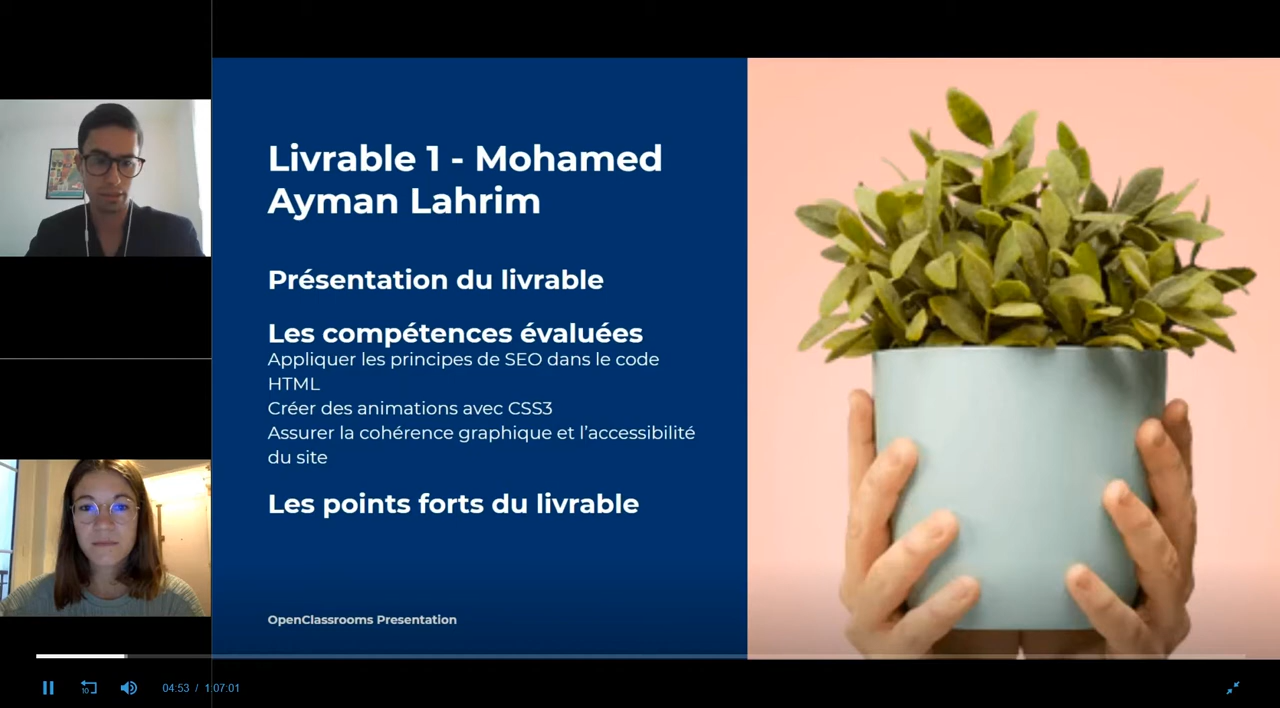 Livrable 1 - Mohamed
Ayman Lahrim
Présentation du livrable
Les compétences évaluées
Appliquer les principes de SEO dans le code
HTML
Créer des animations avec CSS3
Assurer la cohérence graphique et l'accessibilité
du site
Les points forts du livrable
OpenClassrooms Presentation
10
04:53 / 1:07:01